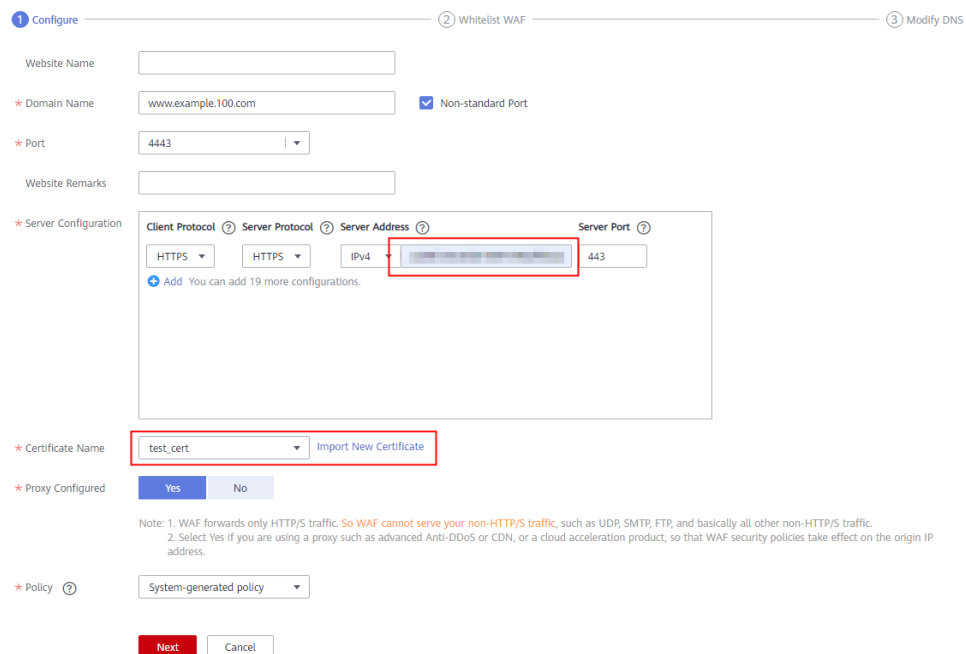 1 Configure 2 Whitelist WAF 3 Modify DNS
Website Name
* Domain Name www.example.100.com Non-standard Port
* Port 4443
Website Remarks
* Server Configuration Client Protocol ? Server Protocol ? Server Address ? Server Port ?
HTTPS HTTPS IPv4 443
Add You can add 19 more configurations.
* Certificate Name test_cert Import New Certificate
* Proxy Configured Yes No
Note: 1. WAF forwards only HTTP/S traffic. So WAF cannot serve your non-HTTP/S traffic, such as UDP, SMTP, FTP, and basically all other non-HTTP/S traffic.
2. Select Yes if you are using a proxy such as advanced Anti-DDoS or CDN, or a cloud acceleration product, so that WAF security policies take effect on the origin IP
address.
* Policy ? System-generated policy
Next Cancel